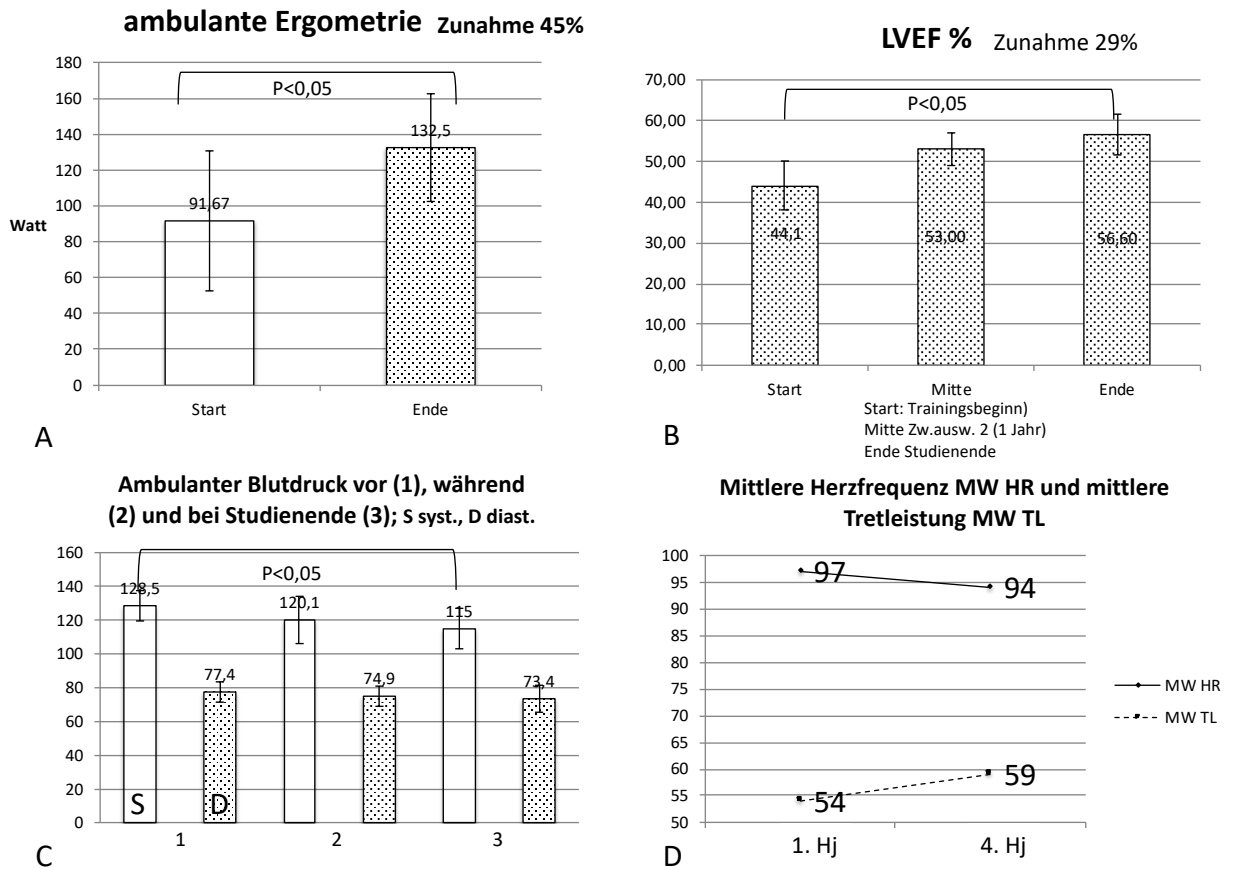 ambulante Ergometrie Zunahme 45%
180
160
140
120
100
80
60
40
20
0
Watt
P<0,05
91,67
132,5
Start Ende
A
LVEF % Zunahme 29%
70,00
60,00
50,00
40,00
30,00
20,00
10,00
0,00
P<0,05
44,1
53,00
56,60
Start Mitte Ende
Start: Trainingsbeginn)
Mitte Zw.ausw. 2 (1 Jahr)
Ende Studienende
B
Ambulanter Blutdruck vor (1), während
(2) und bei Studienende (3); S syst., D diast.
160
140
120
100
80
60
40
20
0
P<0,05
128,5
77,4
120,1
74,9
115
73,4
S D
1 2 3
C
Mittlere Herzfrequenz MW HR und mittlere
Tretleistung MW TL
100
95
90
85
80
75
70
65
60
55
50
97
94
54
59
MW HR
MW TL
1. Hj 4. Hj
D